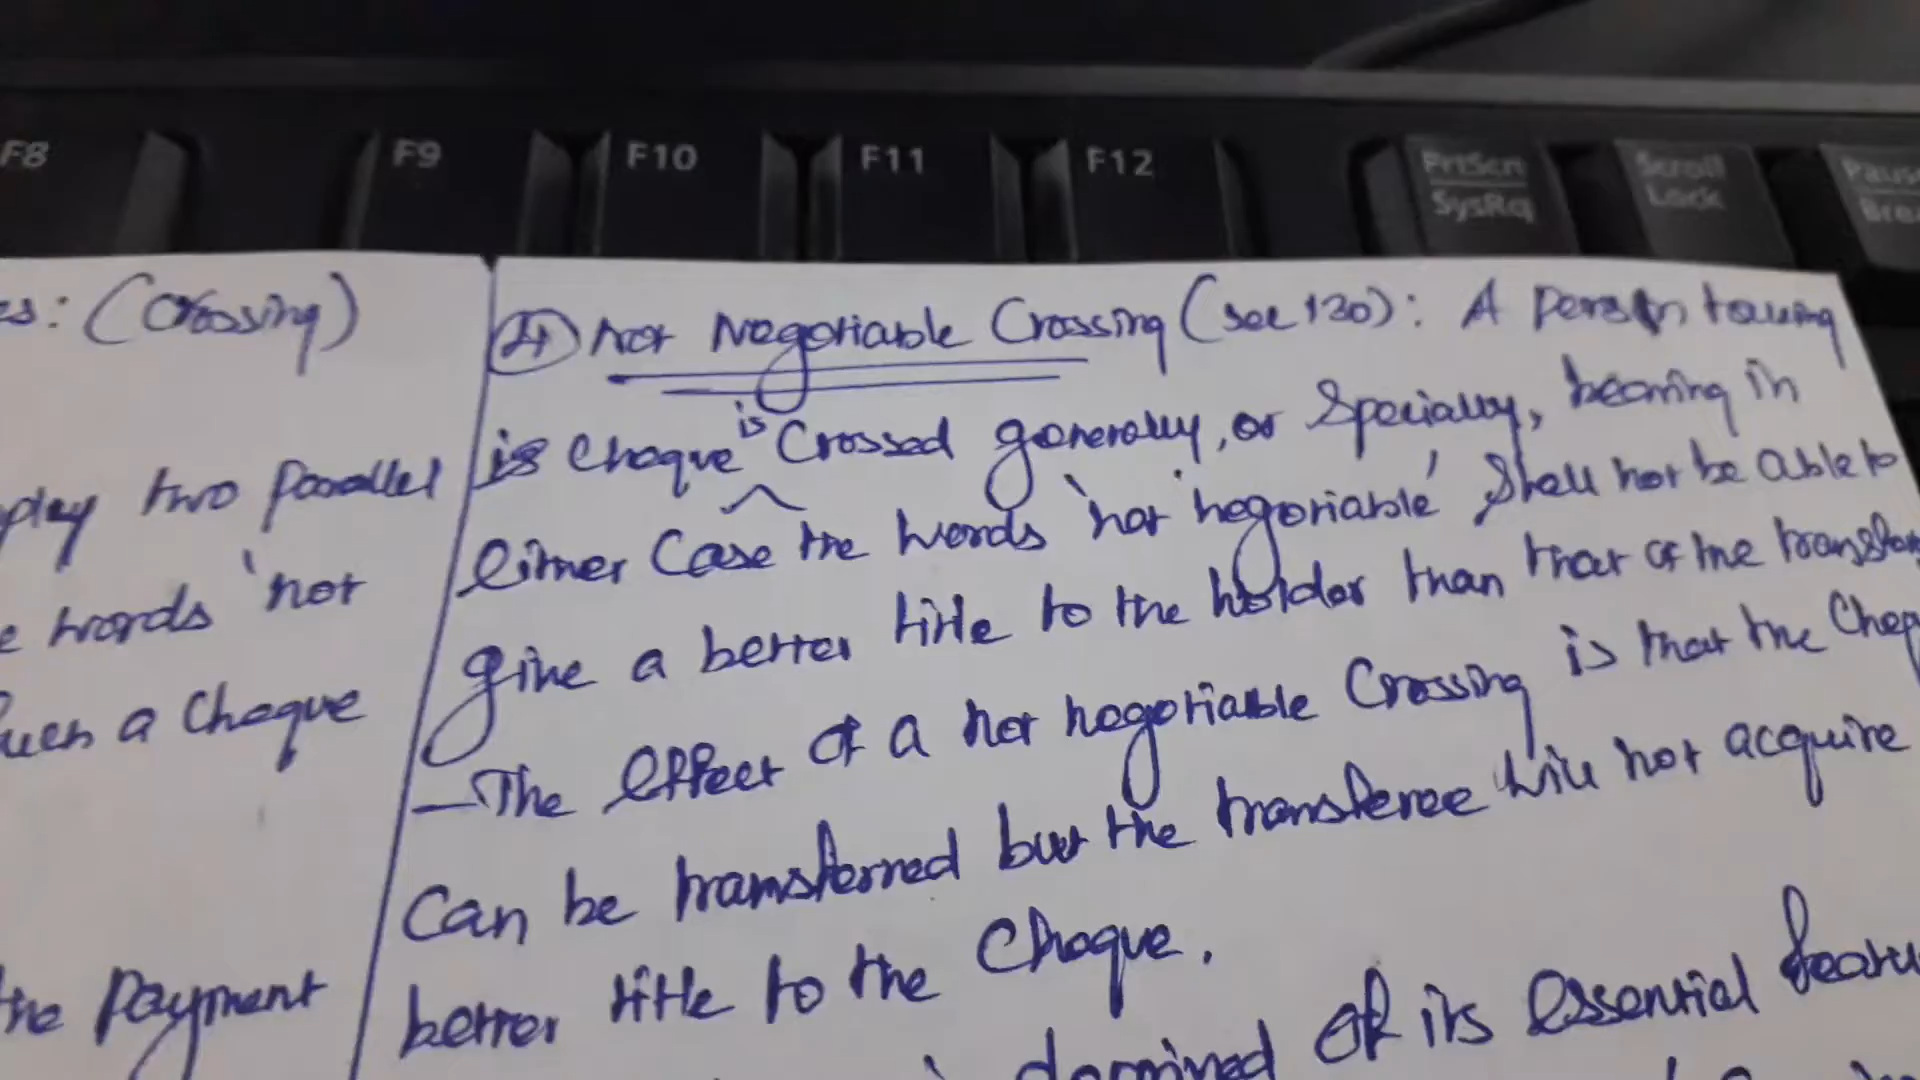 F8 F9 F10 F11 F12 PrtScn Scroll Pause
SysRq Lock
es: (Crossing)
play two parallel
e words 'not
such a Cheque
the payment
④ not Negotiable Crossing (sec 130): A person taking
is Cheque is Crossed generally, or Specially, bearing in
either Case the words 'not negotiable', Shall not be able to
give a better title to the holder than that of the
- The effect of a not negotiable Crossing is that the
Can be transferred but the transferee will not acquire
better title to the Cheque.
of its essential